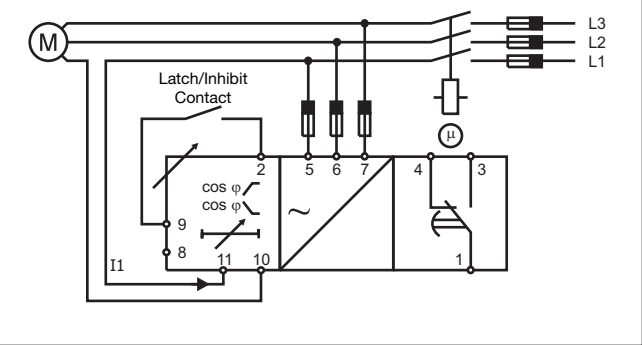 L3
M
L2
L1
Latch/Inhibit
Contact
µ
2
5
6
7
4
3
cos φ
cos φ
~
9
8
I1
11
10
1